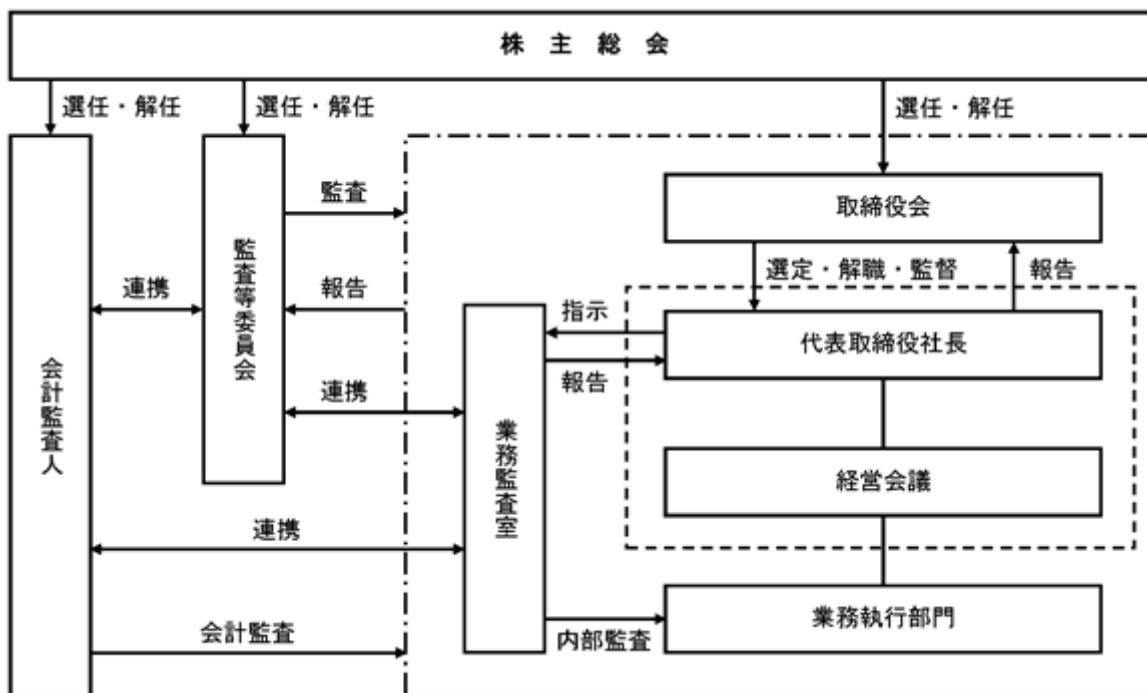 株 主 総 会
選任・解任
選任・解任
選任・解任
監査
取締役会
監査等委員会
選定・解職・監督
報告
連携
報告
指示
代表取締役社長
報告
会計監査人
連携
業務監査室
経営会議
連携
業務執行部門
会計監査
内部監査